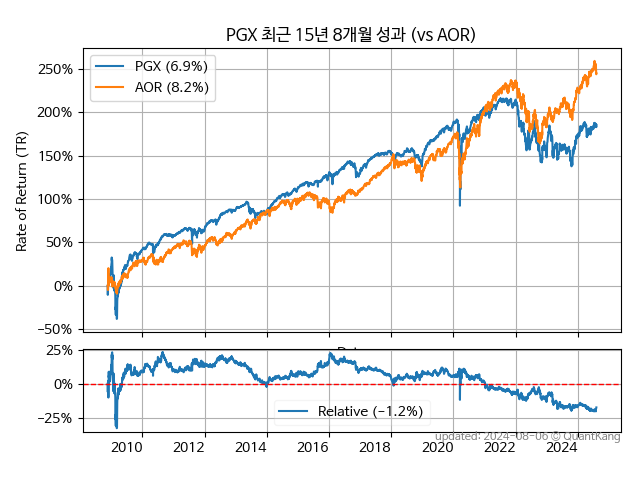 PGX 최근 15년 8개월 성과 (vs AOR)
PGX (6.9%)
AOR (8.2%)
Rate of Return (TR)
250%
200%
150%
100%
50%
0%
−50%
25%
0%
−25%
Relative (−1.2%)
2010 2012 2014 2016 2018 2020 2022 2024
updated: 2024-08-06 © QuantKang